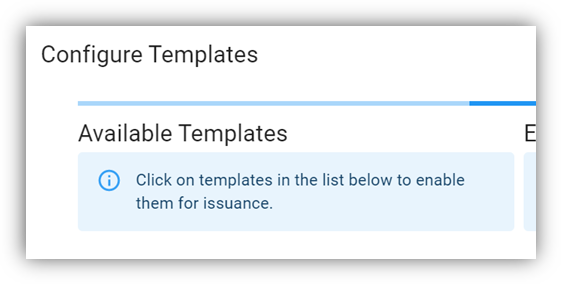 Configure Templates
Available Templates
E
Click on templates in the list below to enable
them for issuance.